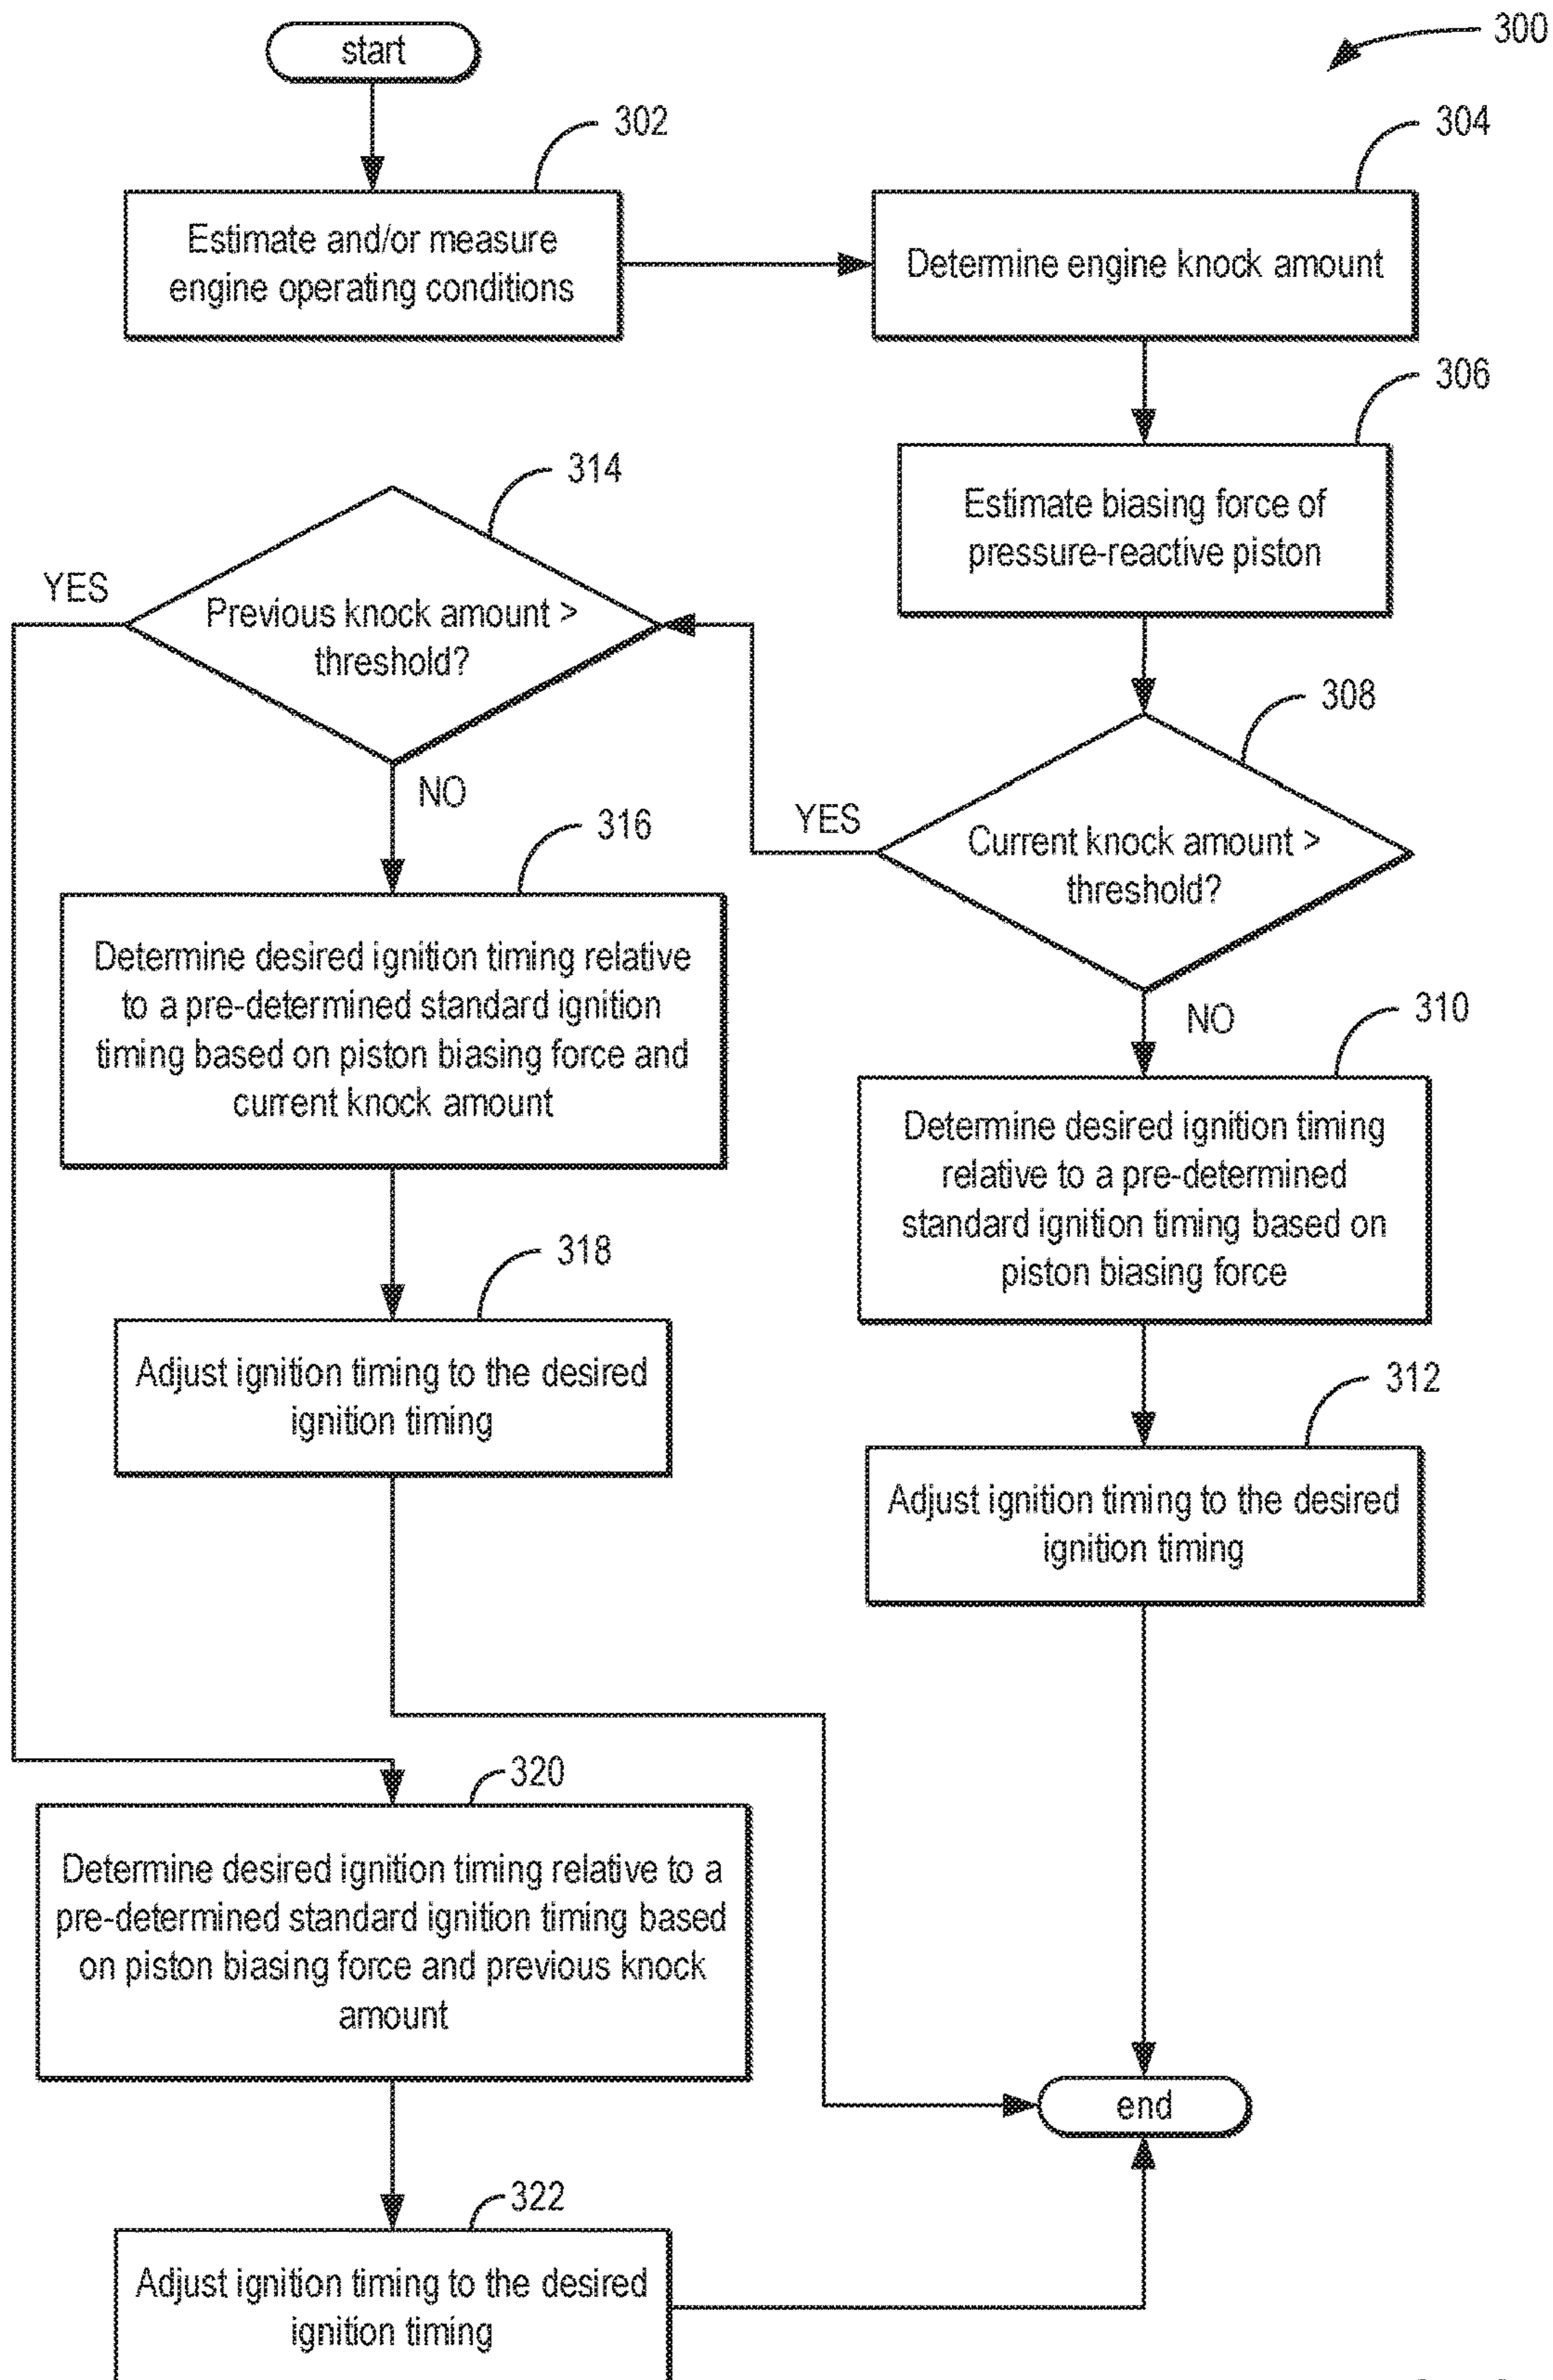 start
300
302
Estimate and/or measure
engine operating conditions
304
Determine engine knock amount
306
Estimate biasing force of
pressure-reactive piston
308
Current knock amount >
threshold?
YES
NO
310
Determine desired ignition timing
relative to a pre-determined
standard ignition timing based on
piston biasing force
312
Adjust ignition timing to the desired
ignition timing
314
Previous knock amount >
threshold?
YES
NO
316
Determine desired ignition timing relative
to a pre-determined standard ignition
timing based on piston biasing force and
current knock amount
318
Adjust ignition timing to the desired
ignition timing
320
Determine desired ignition timing relative to a
pre-determined standard ignition timing based
on piston biasing force and previous knock
amount
322
Adjust ignition timing to the desired
ignition timing
end